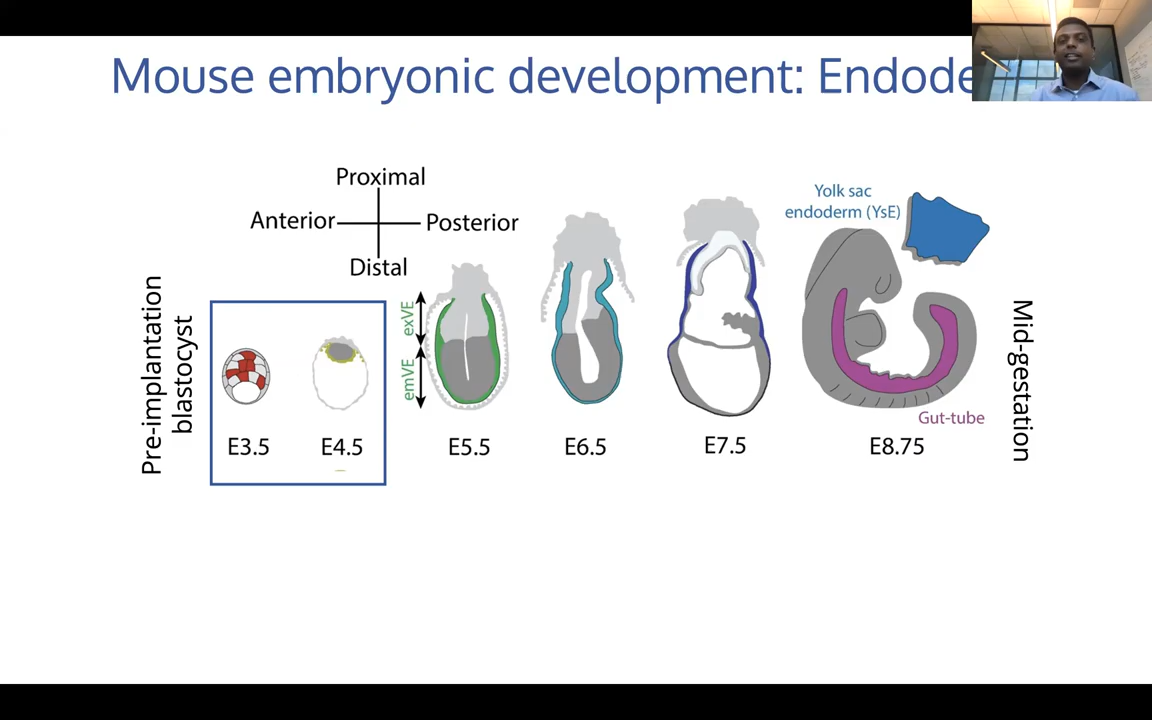 Mouse embryonic development:
Proximal
Anterior
Posterior
Distal
Yolk sac
endoderm (YsE)
Pre-implantation
blastocyst
exVE
emVE
Mid-gestation
Gut-tube
E3.5
E4.5
E5.5
E6.5
E7.5
E8.75